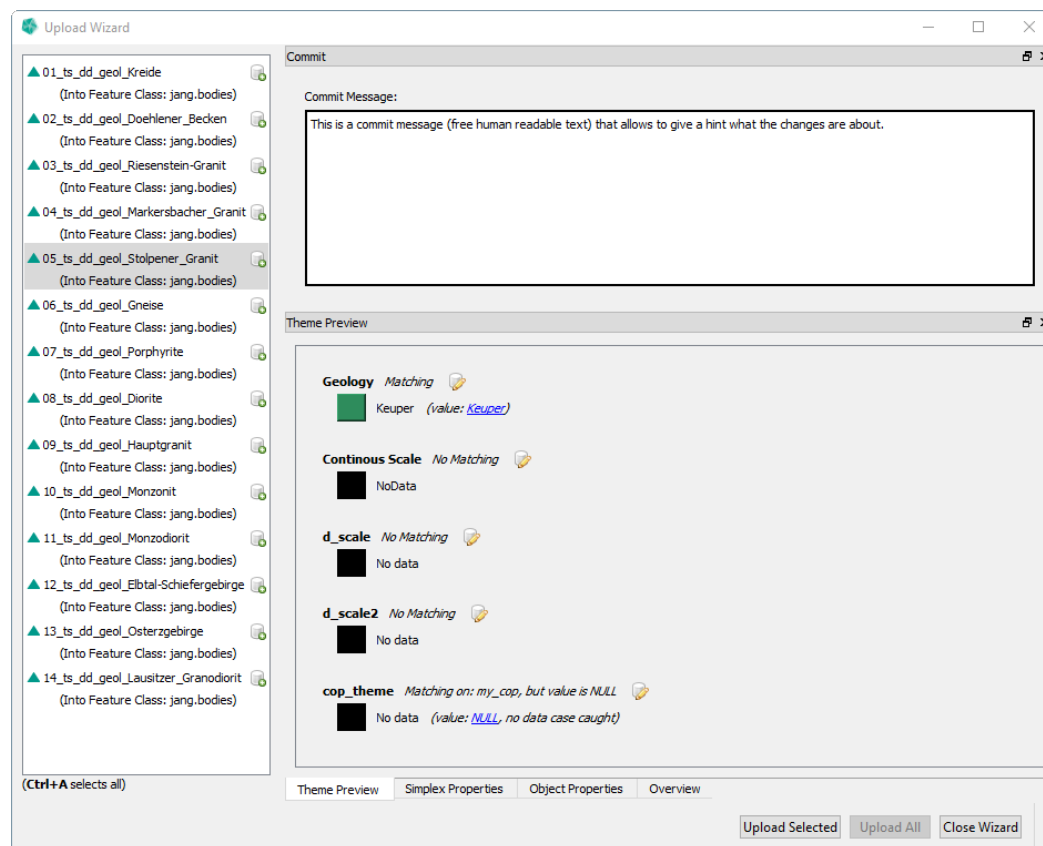 Upload Wizard
01_ts_dd_geol_Kreide
(Into Feature Class: jang.bodies)
02_ts_dd_geol_Doehlener_Becken
(Into Feature Class: jang.bodies)
03_ts_dd_geol_Riesenstein-Granit
(Into Feature Class: jang.bodies)
04_ts_dd_geol_Markersbacher_Granit
(Into Feature Class: jang.bodies)
05_ts_dd_geol_Stolpener_Granit
(Into Feature Class: jang.bodies)
06_ts_dd_geol_Gneise
(Into Feature Class: jang.bodies)
07_ts_dd_geol_Porphyrite
(Into Feature Class: jang.bodies)
08_ts_dd_geol_Diorite
(Into Feature Class: jang.bodies)
09_ts_dd_geol_Hauptgranit
(Into Feature Class: jang.bodies)
10_ts_dd_geol_Monzonit
(Into Feature Class: jang.bodies)
11_ts_dd_geol_Monzodiorit
(Into Feature Class: jang.bodies)
12_ts_dd_geol_Elbtal-Schiefergebirge
(Into Feature Class: jang.bodies)
13_ts_dd_geol_Osterzgebirge
(Into Feature Class: jang.bodies)
14_ts_dd_geol_Lausitzer_Granodiorit
(Into Feature Class: jang.bodies)
(Ctrl+A selects all)
Commit
Commit Message:
This is a commit message (free human readable text) that allows to give a hint what the changes are about.
Theme Preview
Geology Matching
Keuper (value: Keuper)
Continous Scale No Matching
NoData
d_scale No Matching
No data
d_scale2 No Matching
No data
cop_theme Matching on: my_cop, but value is NULL
No data (value: NULL, no data case caught)
Theme Preview Simplex Properties Object Properties Overview
Upload Selected Upload All Close Wizard